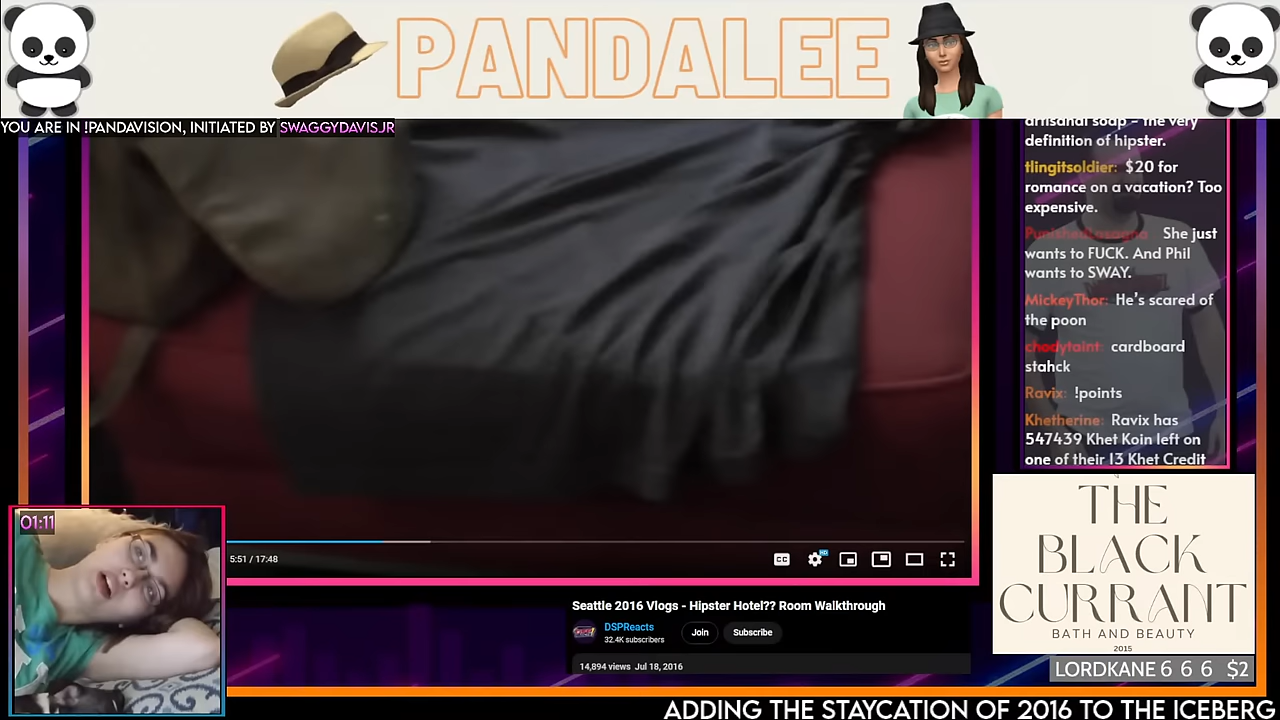 PANDALEE
YOU ARE IN !PANDAVISION, INITIATED BY SWAGGYDAVISJR
artisanal soap - the very
definition of hipster.
tlingitsoldier: $20 for
romance on a vacation? Too
expensive.
She just
wants to FUCK. And Phil
wants to SWAY.
MickeyThor: He's scared of
the poon
chodytaint: cardboard
stahck
Ravix: !points
Khetherine: Ravix has
547439 Khet Koin left on
one of their 13 Khet Credit
01:11
5:51 / 17:48
CC
HD
Seattle 2016 Vlogs - Hipster Hotel?? Room Walkthrough
DSPReacts
32.4K subscribers
Join
Subscribe
14,894 views Jul 18, 2016
THE
BLACK
CURRANT
BATH AND BEAUTY
2015
LORDKANE666 $2
ADDING THE STAYCATION OF 2016 TO THE ICEBERG